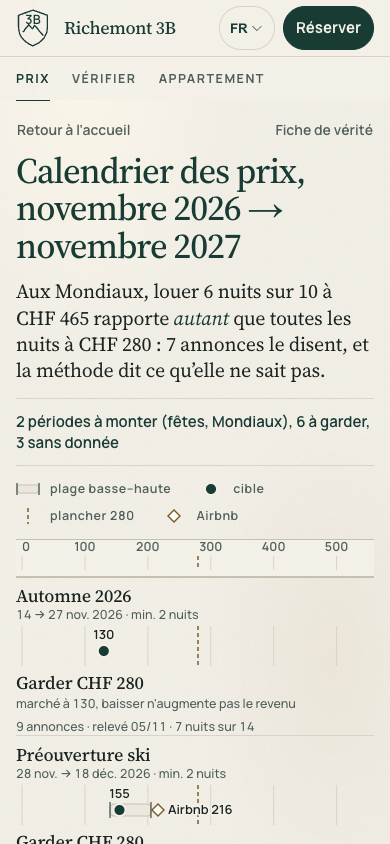 3B
Richemont 3B
FR
Réserver
PRIX
VÉRIFIER
APPARTEMENT
Retour à l'accueil
Fiche de vérité
Calendrier des prix,
novembre 2026 →
novembre 2027
Aux Mondiaux, louer 6 nuits sur 10 à
CHF 465 rapporte autant que toutes les
nuits à CHF 280 : 7 annonces le disent, et
la méthode dit ce qu’elle ne sait pas.
2 périodes à monter (fêtes, Mondiaux), 6 à garder,
3 sans donnée
plage basse–haute
cible
plancher 280
Airbnb
0 100 200 300 400 500
Automne 2026
14 → 27 nov. 2026 · min. 2 nuits
130
Garder CHF 280
marché à 130, baisser n'augmente pas le revenu
9 annonces · relevé 05/11 · 7 nuits sur 14
Préouverture ski
28 nov. → 18 déc. 2026 · min. 2 nuits
155
Airbnb 216
Garder CHF 280